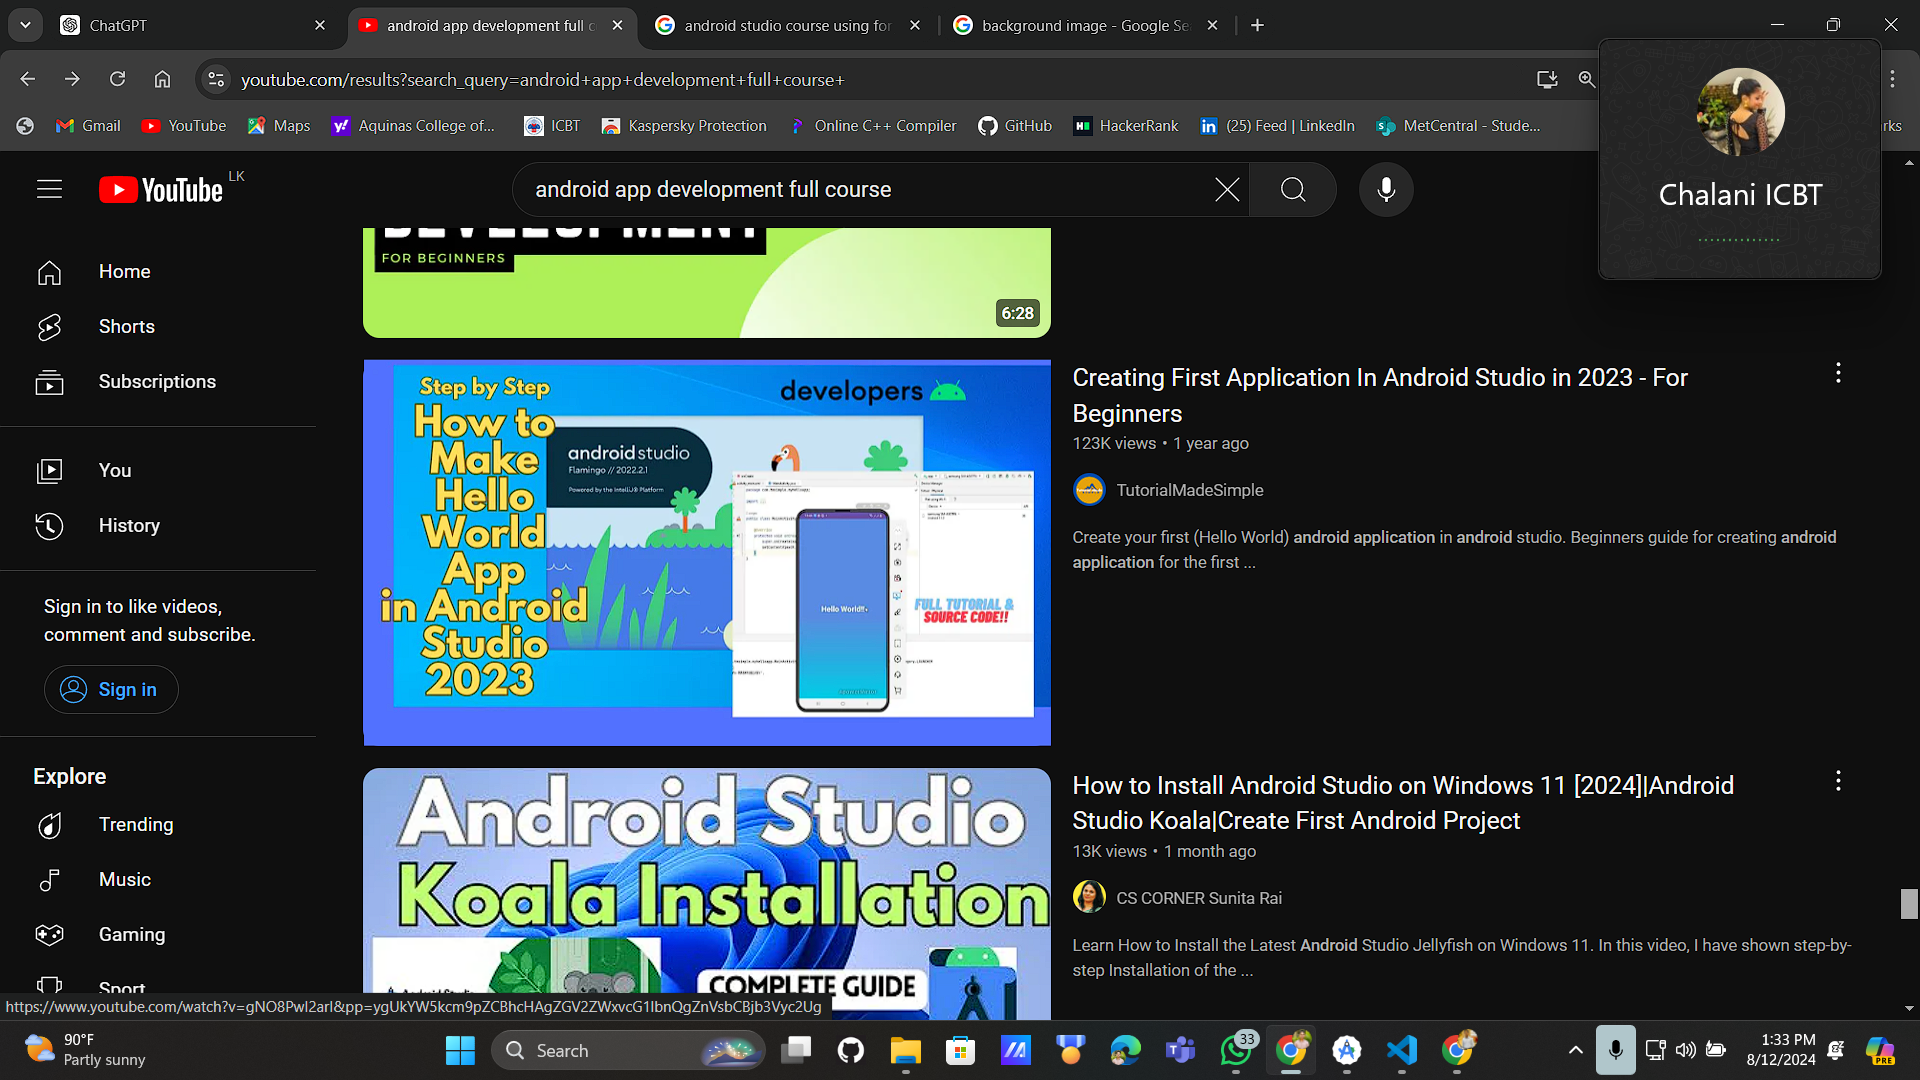 ChatGPT
android app development full c
android studio course using for
background image - Google Se
youtube.com/results?search_query=android+app+development+full+course+
Gmail
YouTube
Maps
Aquinas College of...
ICBT
Kaspersky Protection
Online C++ Compiler
GitHub
HackerRank
(25) Feed | LinkedIn
MetCentral - Stude...
rks
Chalani ICBT
YouTube LK
android app development full course
Home
Shorts
Subscriptions
You
History
Sign in to like videos,
comment and subscribe.
Sign in
Explore
Trending
Music
Gaming
Sport
DEVELOPMENT
FOR BEGINNERS
6:28
Step by Step
How to
Make
Hello
World
App
in Android
Studio
2023
developers
androidstudio
Flamingo // 2022.2.1
Powered by the IntelliJ® Platform
Hello World!!
FULL TUTORIAL &
SOURCE CODE!!
Creating First Application In Android Studio in 2023 - For
Beginners
123K views • 1 year ago
TutorialMadeSimple
Create your first (Hello World) android application in android studio. Beginners guide for creating android
application for the first ...
Android Studio
Koala Installation
COMPLETE GUIDE
How to Install Android Studio on Windows 11 [2024]|Android
Studio Koala|Create First Android Project
13K views • 1 month ago
CS CORNER Sunita Rai
Learn How to Install the Latest Android Studio Jellyfish on Windows 11. In this video, I have shown step-by-
step Installation of the ...
https://www.youtube.com/watch?v=gNO8Pwl2arI&pp=ygUkYW5kcm9pZCBhcHAgZGV2ZWxvcG1lbnQgZnVsbCBjb3Vyc2Ug
90°F
Partly sunny
Search
33
1:33 PM
8/12/2024
PRE